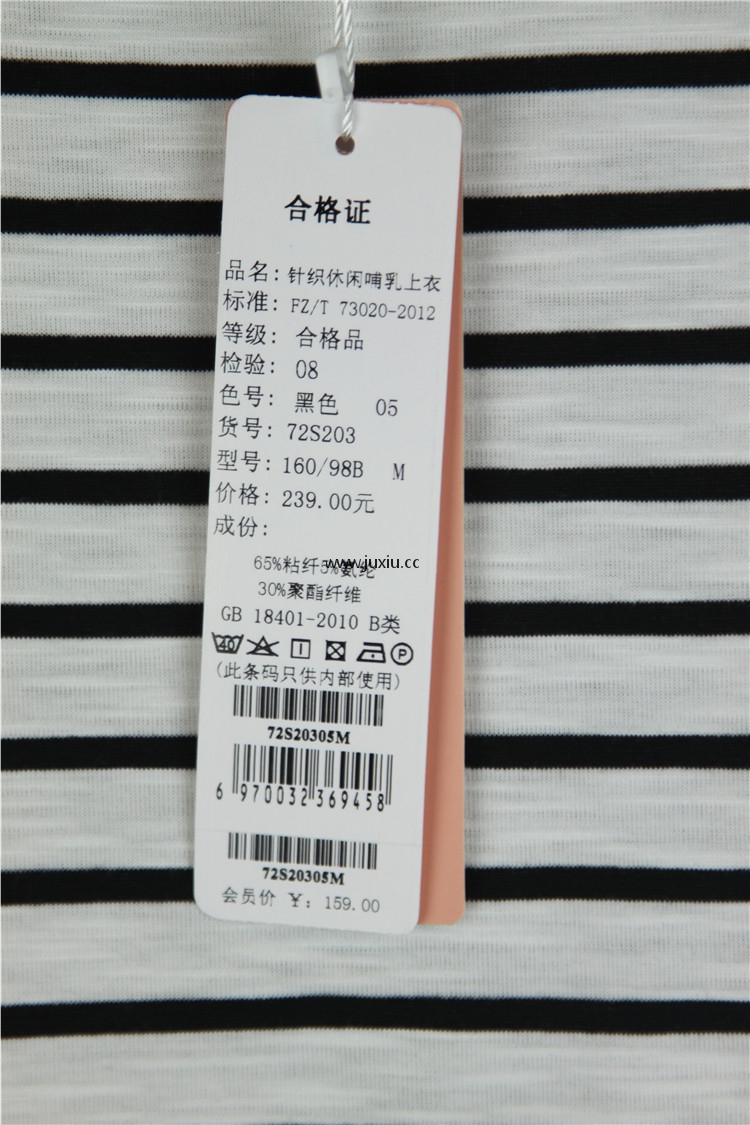 合格证
品名: 针织休闲哺乳上衣
标准: FZ/T 73020-2012
等级: 合格品
检验: 08
色号: 黑色 05
货号: 72S203
型号: 160/98B M
价格: 239.00元
成份:
65%粘纤5%氨纶
www.juxiu.cc
30%聚酯纤维
GB 18401-2010 B类
40 P
(此条码只供内部使用)
72S20305M
6 970032 369458
72S20305M
会员价 ¥: 159.00